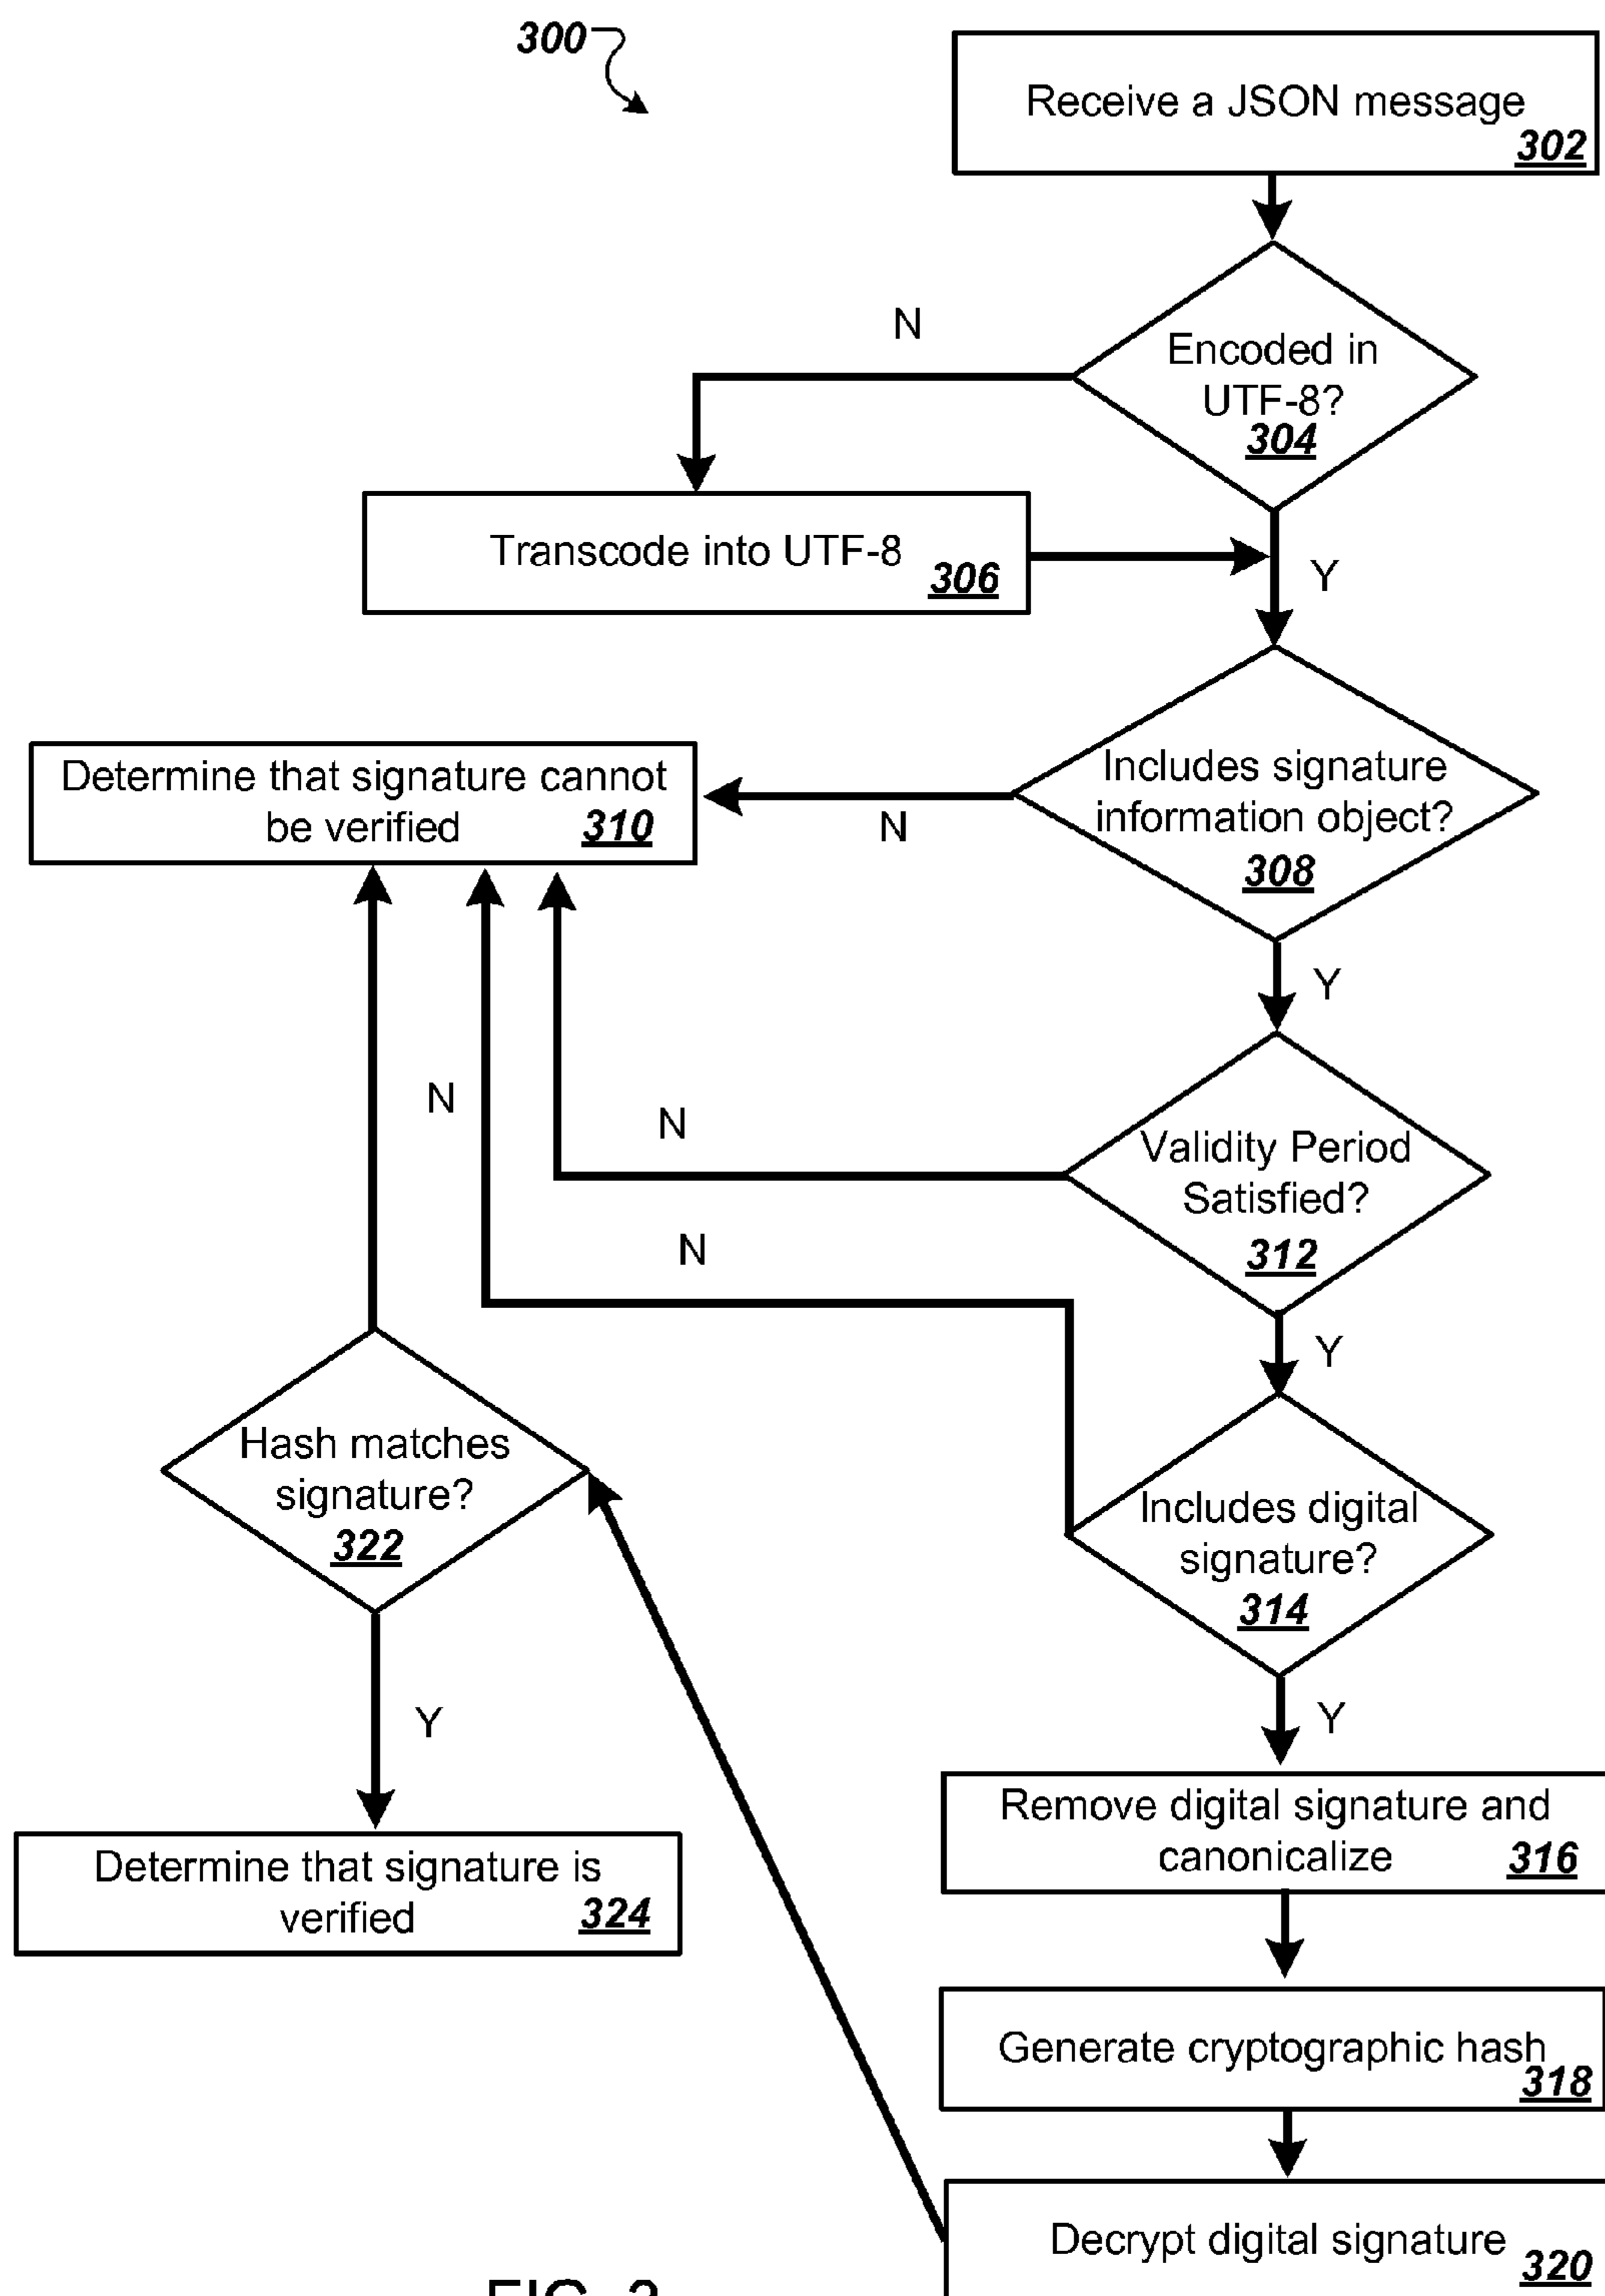 300
Receive a JSON message
302
N
Encoded in
UTF-8?
304
Transcode into UTF-8
306
Y
Determine that signature cannot
be verified 310
N
Includes signature
information object?
308
Y
N
N
Validity Period
Satisfied?
312
N
Y
Hash matches
signature?
322
Includes digital
signature?
314
Y
Y
Remove digital signature and
canonicalize 316
Determine that signature is
verified 324
Generate cryptographic hash
318
Decrypt digital signature
320
FIG. 3